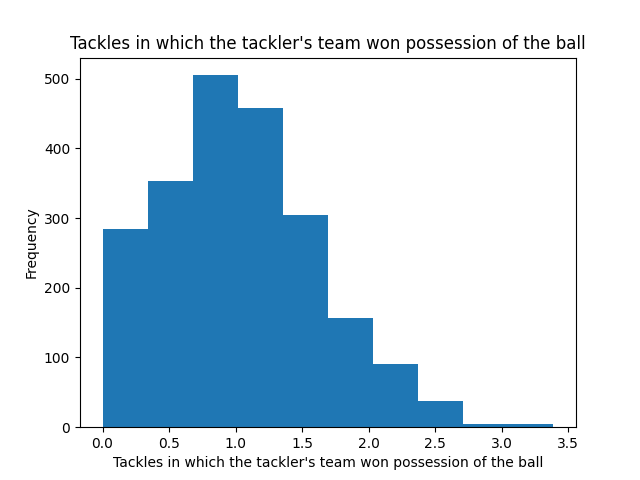 Tackles in which the tackler's team won possession of the ball
500
400
300
200
100
0
Frequency
0.0 0.5 1.0 1.5 2.0 2.5 3.0 3.5
Tackles in which the tackler's team won possession of the ball